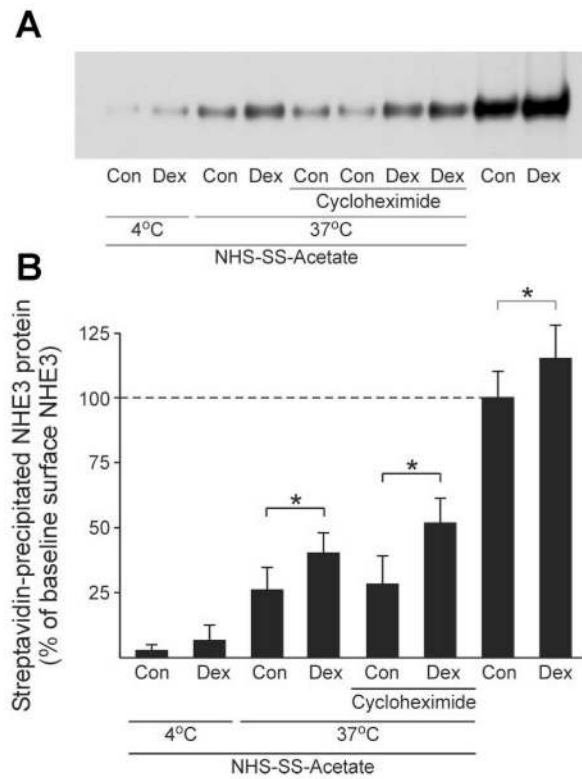 A
Con Dex Con Dex Con Con Dex Dex Con Dex
Cycloheximide
4°C 37°C
NHS-SS-Acetate
B
Streptavidin-precipitated NHE3 protein
(% of baseline surface NHE3)
125
100
75
50
25
* * *
Con Dex Con Dex Con Dex Con Dex
Cycloheximide
4°C 37°C
NHS-SS-Acetate